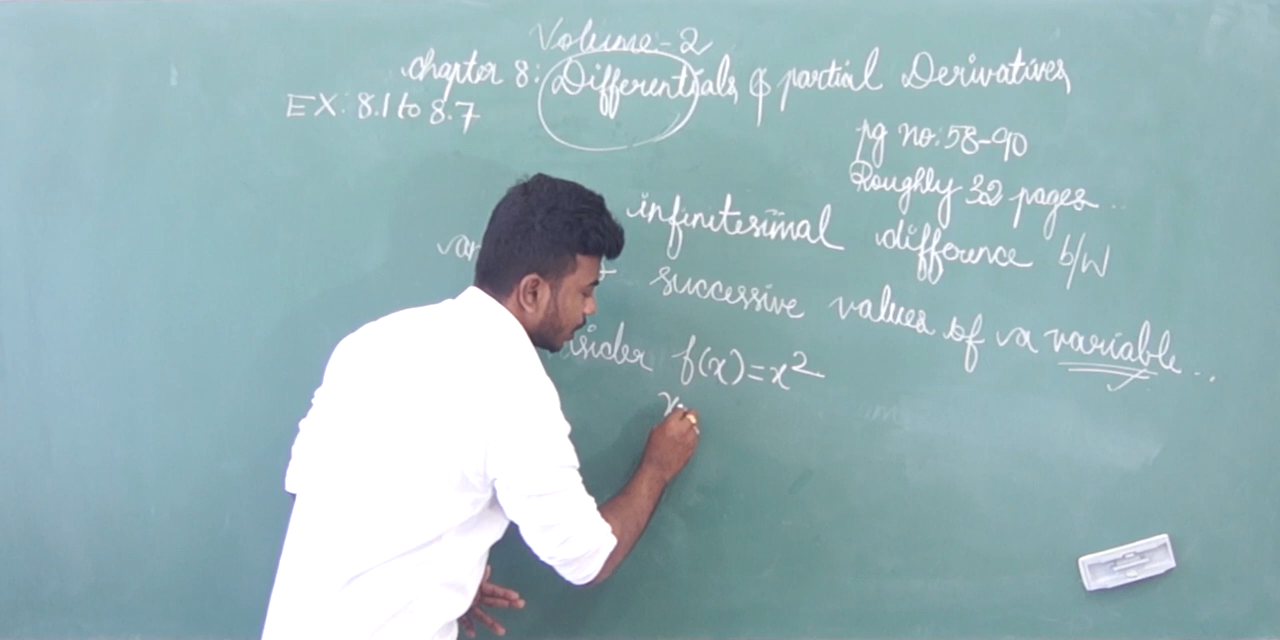 Volume-2
chapter 8: Differentials & partial Derivatives
EX: 8.1 to 8.7
pg no: 58-90
Roughly 32 pages...
infinitesimal difference b/w
successive values of a variable...
f(x)=x²